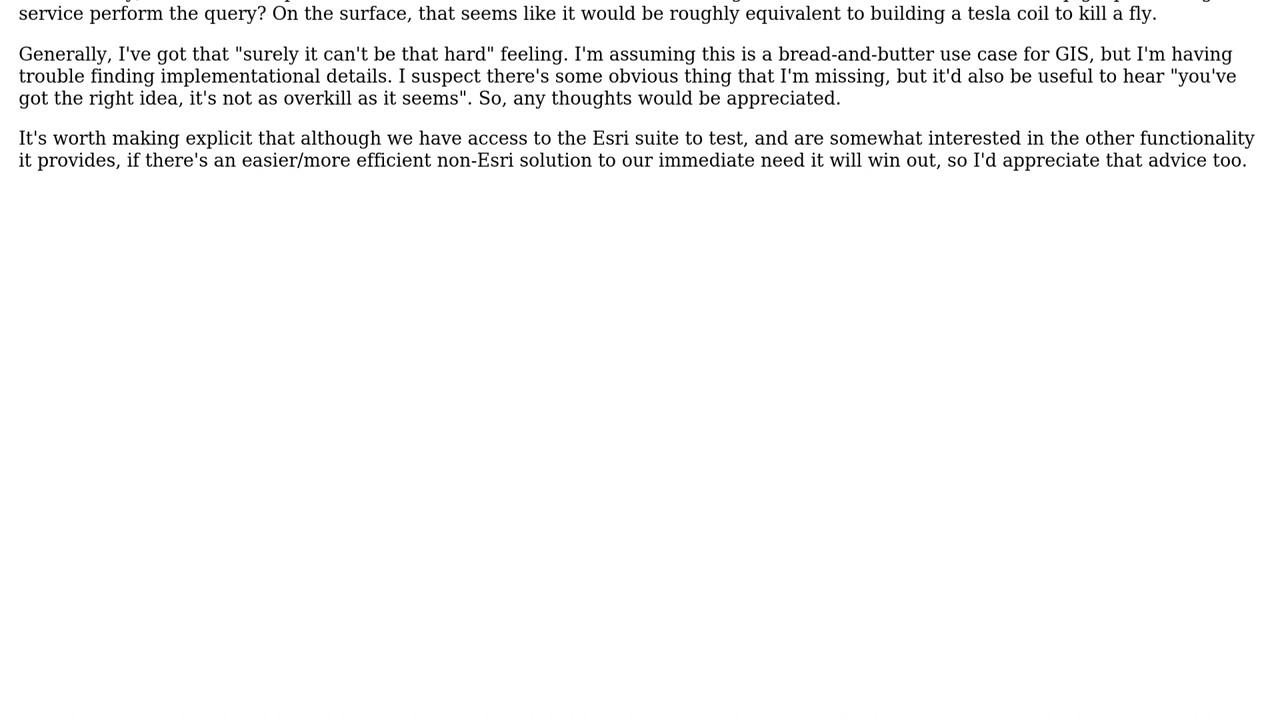 service perform the query? On the surface, that seems like it would be roughly equivalent to building a tesla coil to kill a fly.
Generally, I've got that "surely it can't be that hard" feeling. I'm assuming this is a bread-and-butter use case for GIS, but I'm having
trouble finding implementational details. I suspect there's some obvious thing that I'm missing, but it'd also be useful to hear "you've
got the right idea, it's not as overkill as it seems". So, any thoughts would be appreciated.
It's worth making explicit that although we have access to the Esri suite to test, and are somewhat interested in the other functionality
it provides, if there's an easier/more efficient non-Esri solution to our immediate need it will win out, so I'd appreciate that advice too.